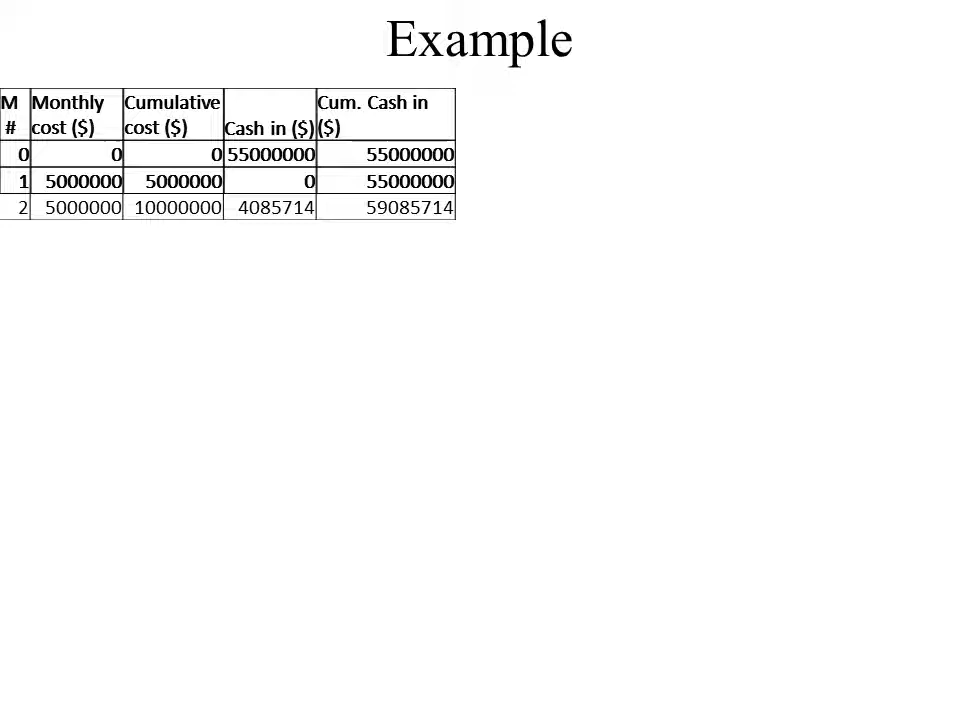 Example
M # Monthly cost ($) Cumulative cost ($) Cash in ($) Cum. Cash in ($)
0 0 0 55000000 55000000
1 5000000 5000000 0 55000000
2 5000000 10000000 4085714 59085714